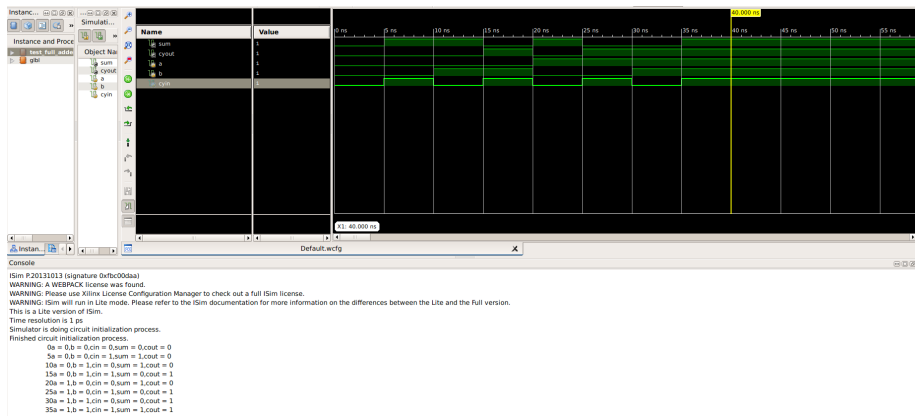 Instanc...
Simulati...
Instance and Proce
test_full_adde
glbl
Object Nai
sum
cyout
a
b
cyin
Name
Value
sum
1
cyout
1
a
1
b
1
cyin
1
40.000 ns
0 ns
5 ns
10 ns
15 ns
20 ns
25 ns
30 ns
35 ns
40 ns
45 ns
50 ns
55 ns
X1: 40.000 ns
Instan...
Default.wcfg
Console
ISim P.20131013 (signature 0xfbc00daa)
WARNING: A WEBPACK license was found.
WARNING: Please use Xilinx License Configuration Manager to check out a full ISim license.
WARNING: ISim will run in Lite mode. Please refer to the ISim documentation for more information on the differences between the Lite and the Full version.
This is a Lite version of ISim.
Time resolution is 1 ps
Simulator is doing circuit initialization process.
Finished circuit initialization process.
0a = 0,b = 0,cin = 0,sum = 0,cout = 0
5a = 0,b = 0,cin = 1,sum = 1,cout = 0
10a = 0,b = 1,cin = 0,sum = 1,cout = 0
15a = 0,b = 1,cin = 1,sum = 0,cout = 1
20a = 1,b = 0,cin = 0,sum = 1,cout = 0
25a = 1,b = 0,cin = 1,sum = 0,cout = 1
30a = 1,b = 1,cin = 0,sum = 0,cout = 1
35a = 1,b = 1,cin = 1,sum = 1,cout = 1